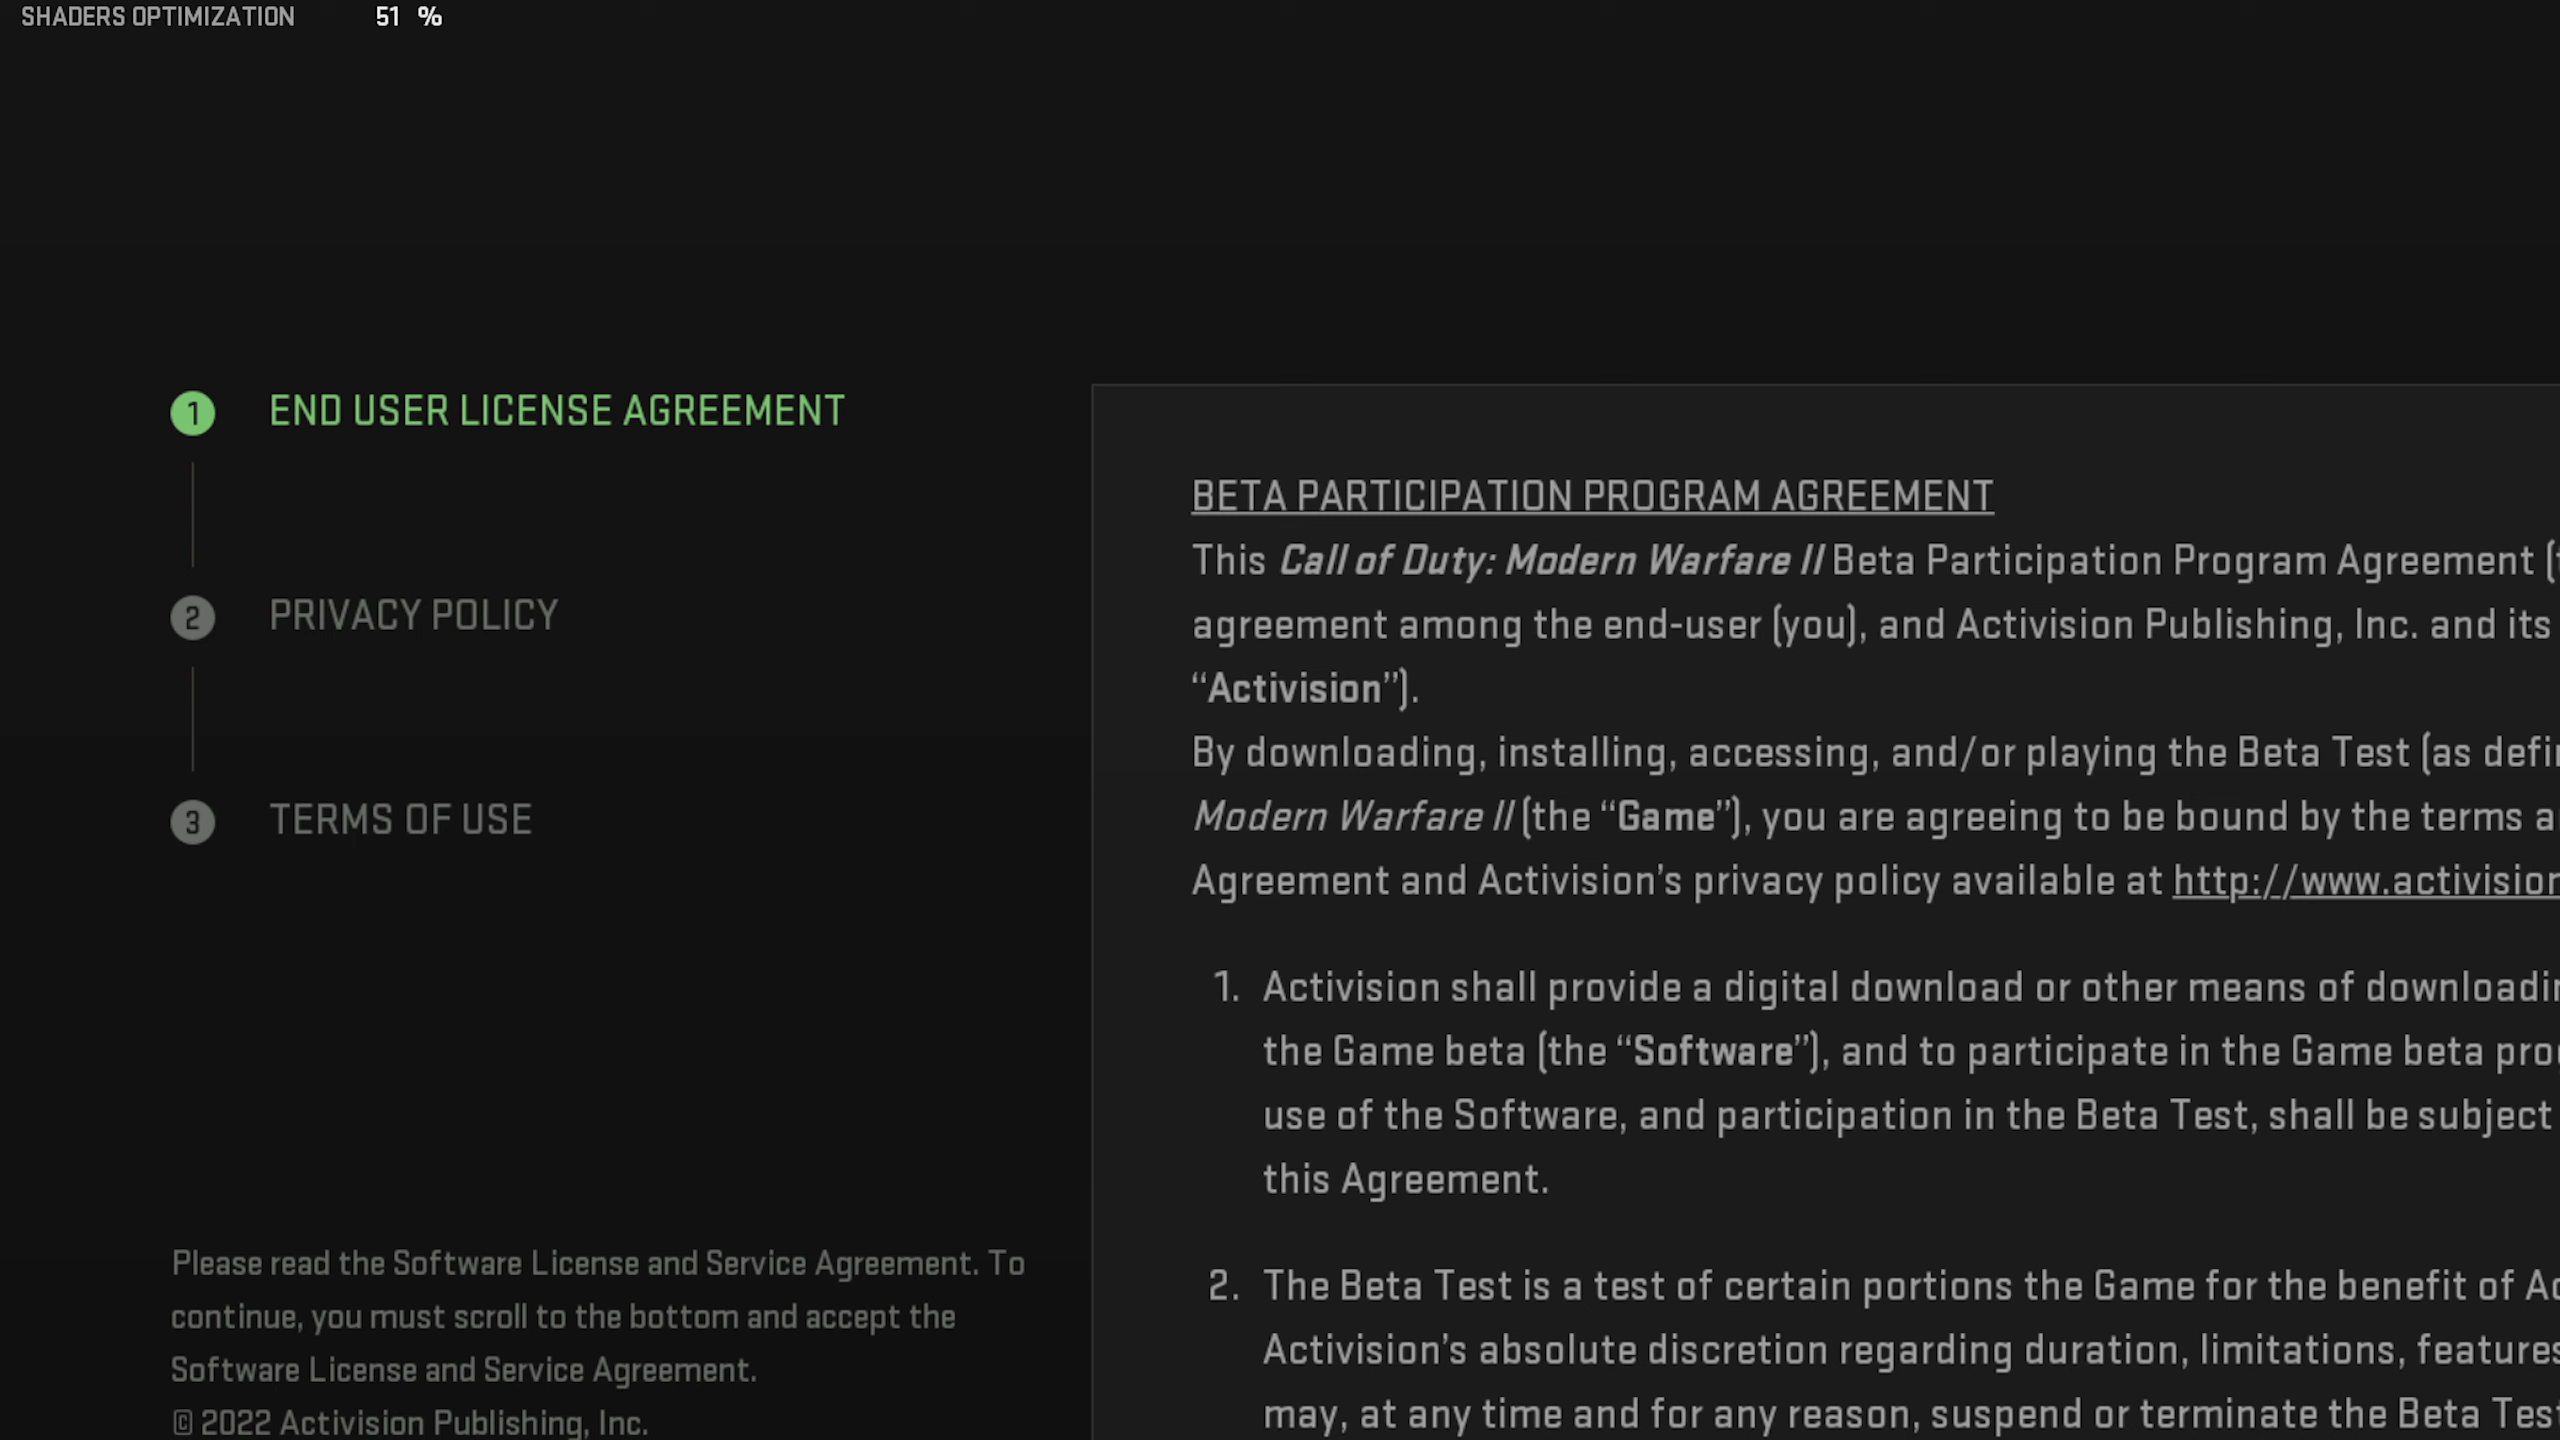 SHADERS OPTIMIZATION 51 %
1 END USER LICENSE AGREEMENT
2 PRIVACY POLICY
3 TERMS OF USE
Please read the Software License and Service Agreement. To
continue, you must scroll to the bottom and accept the
Software License and Service Agreement.
© 2022 Activision Publishing, Inc.
BETA PARTICIPATION PROGRAM AGREEMENT
This Call of Duty: Modern Warfare II Beta Participation Program Agreement (
agreement among the end-user (you), and Activision Publishing, Inc. and its
“Activision”).
By downloading, installing, accessing, and/or playing the Beta Test (as
Modern Warfare II (the “Game”), you are agreeing to be bound by the terms
Agreement and Activision’s privacy policy available at http://www.activision
1. Activision shall provide a digital download or other means of
the Game beta (the “Software”), and to participate in the Game beta
use of the Software, and participation in the Beta Test, shall be subject
this Agreement.
2. The Beta Test is a test of certain portions the Game for the benefit of
Activision’s absolute discretion regarding duration, limitations, features
may, at any time and for any reason, suspend or terminate the Beta Test